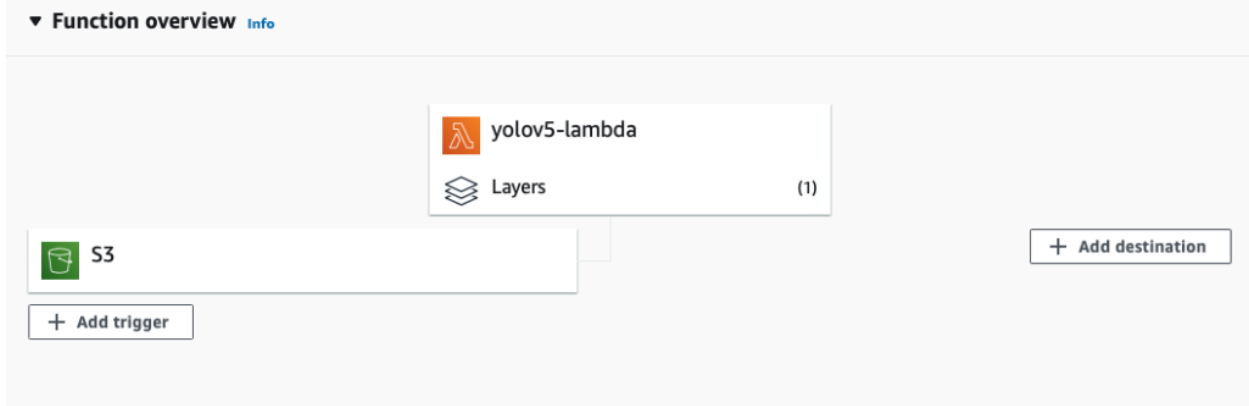 Function overview Info
yolov5-lambda
Layers (1)
S3
+ Add destination
+ Add trigger